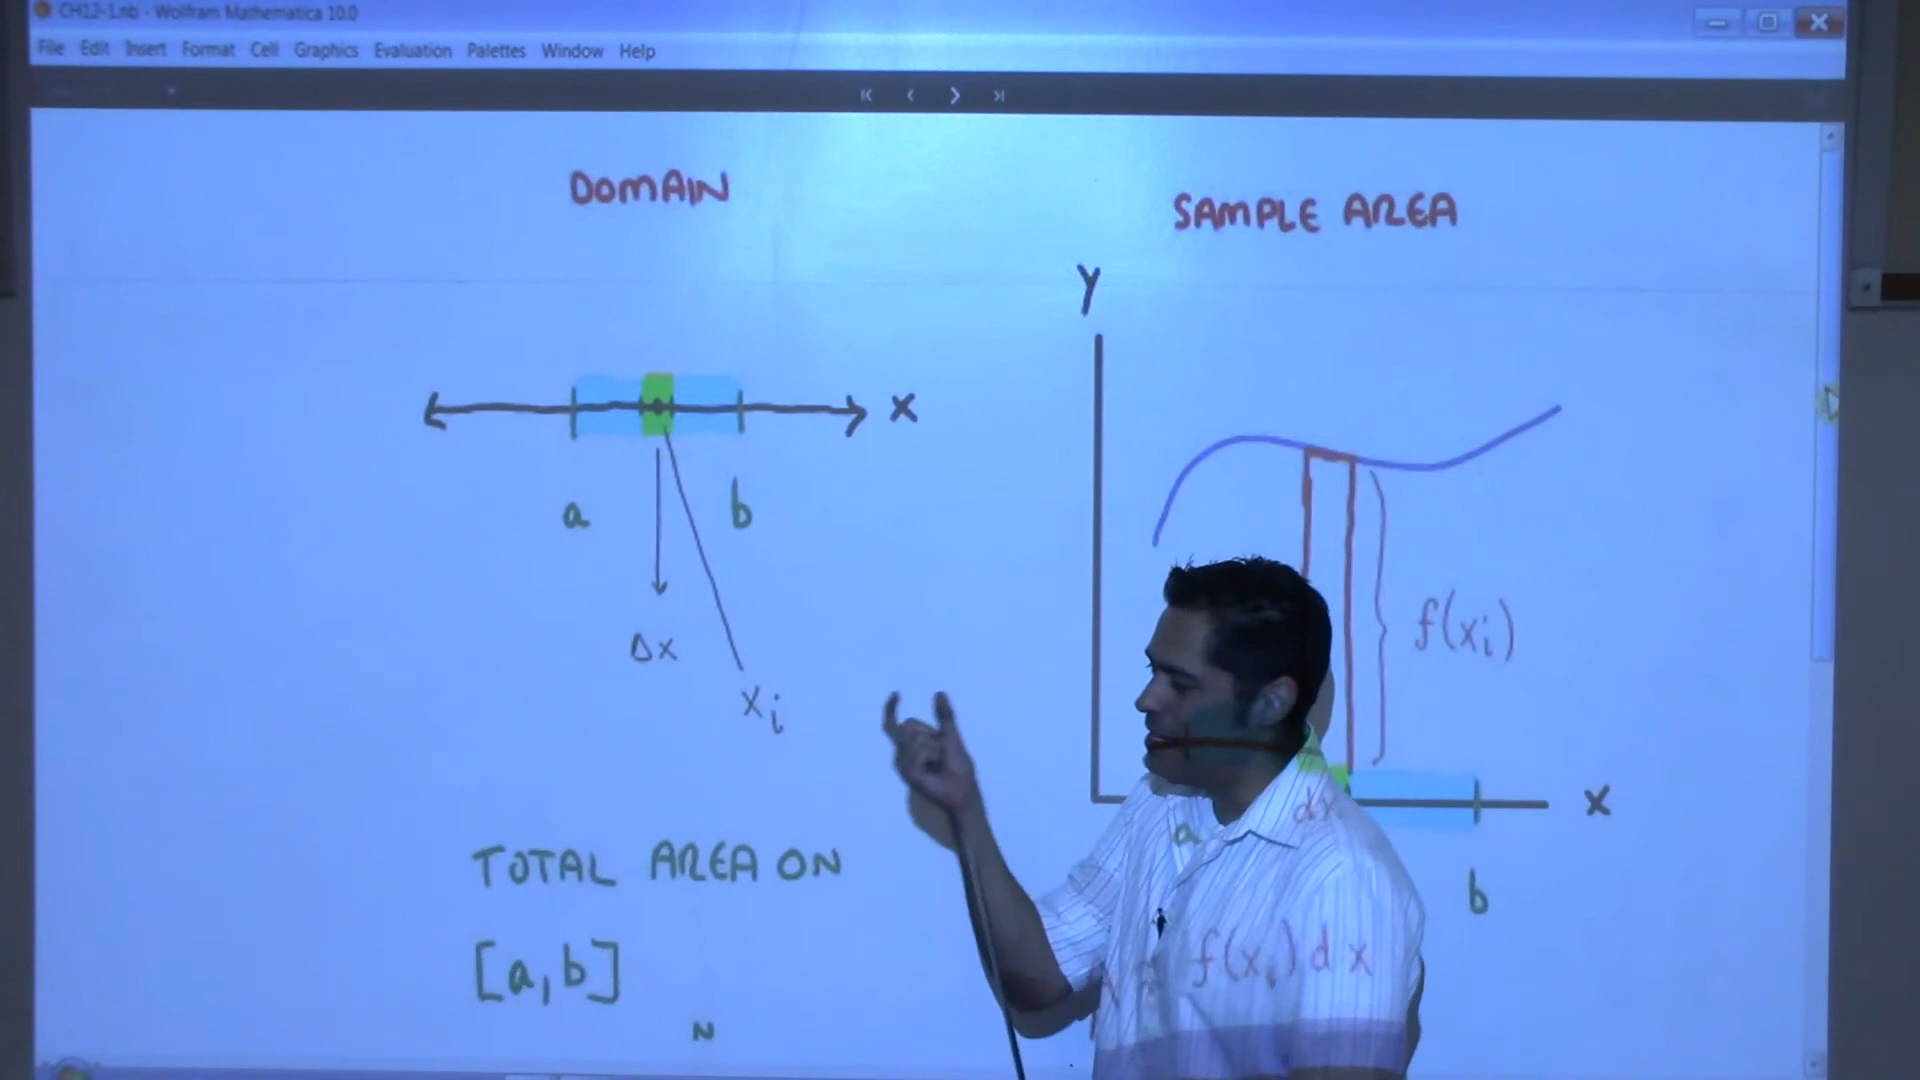 CH12-1.nb - Wolfram Mathematica 10.0
File Edit Insert Format Cell Graphics Evaluation Palettes Window Help
DOMAIN
SAMPLE AREA
Y
X
a
b
Δx
xi
f(xi)
dx
X
a
b
TOTAL AREA ON
[a,b]
f(xi) dx
N